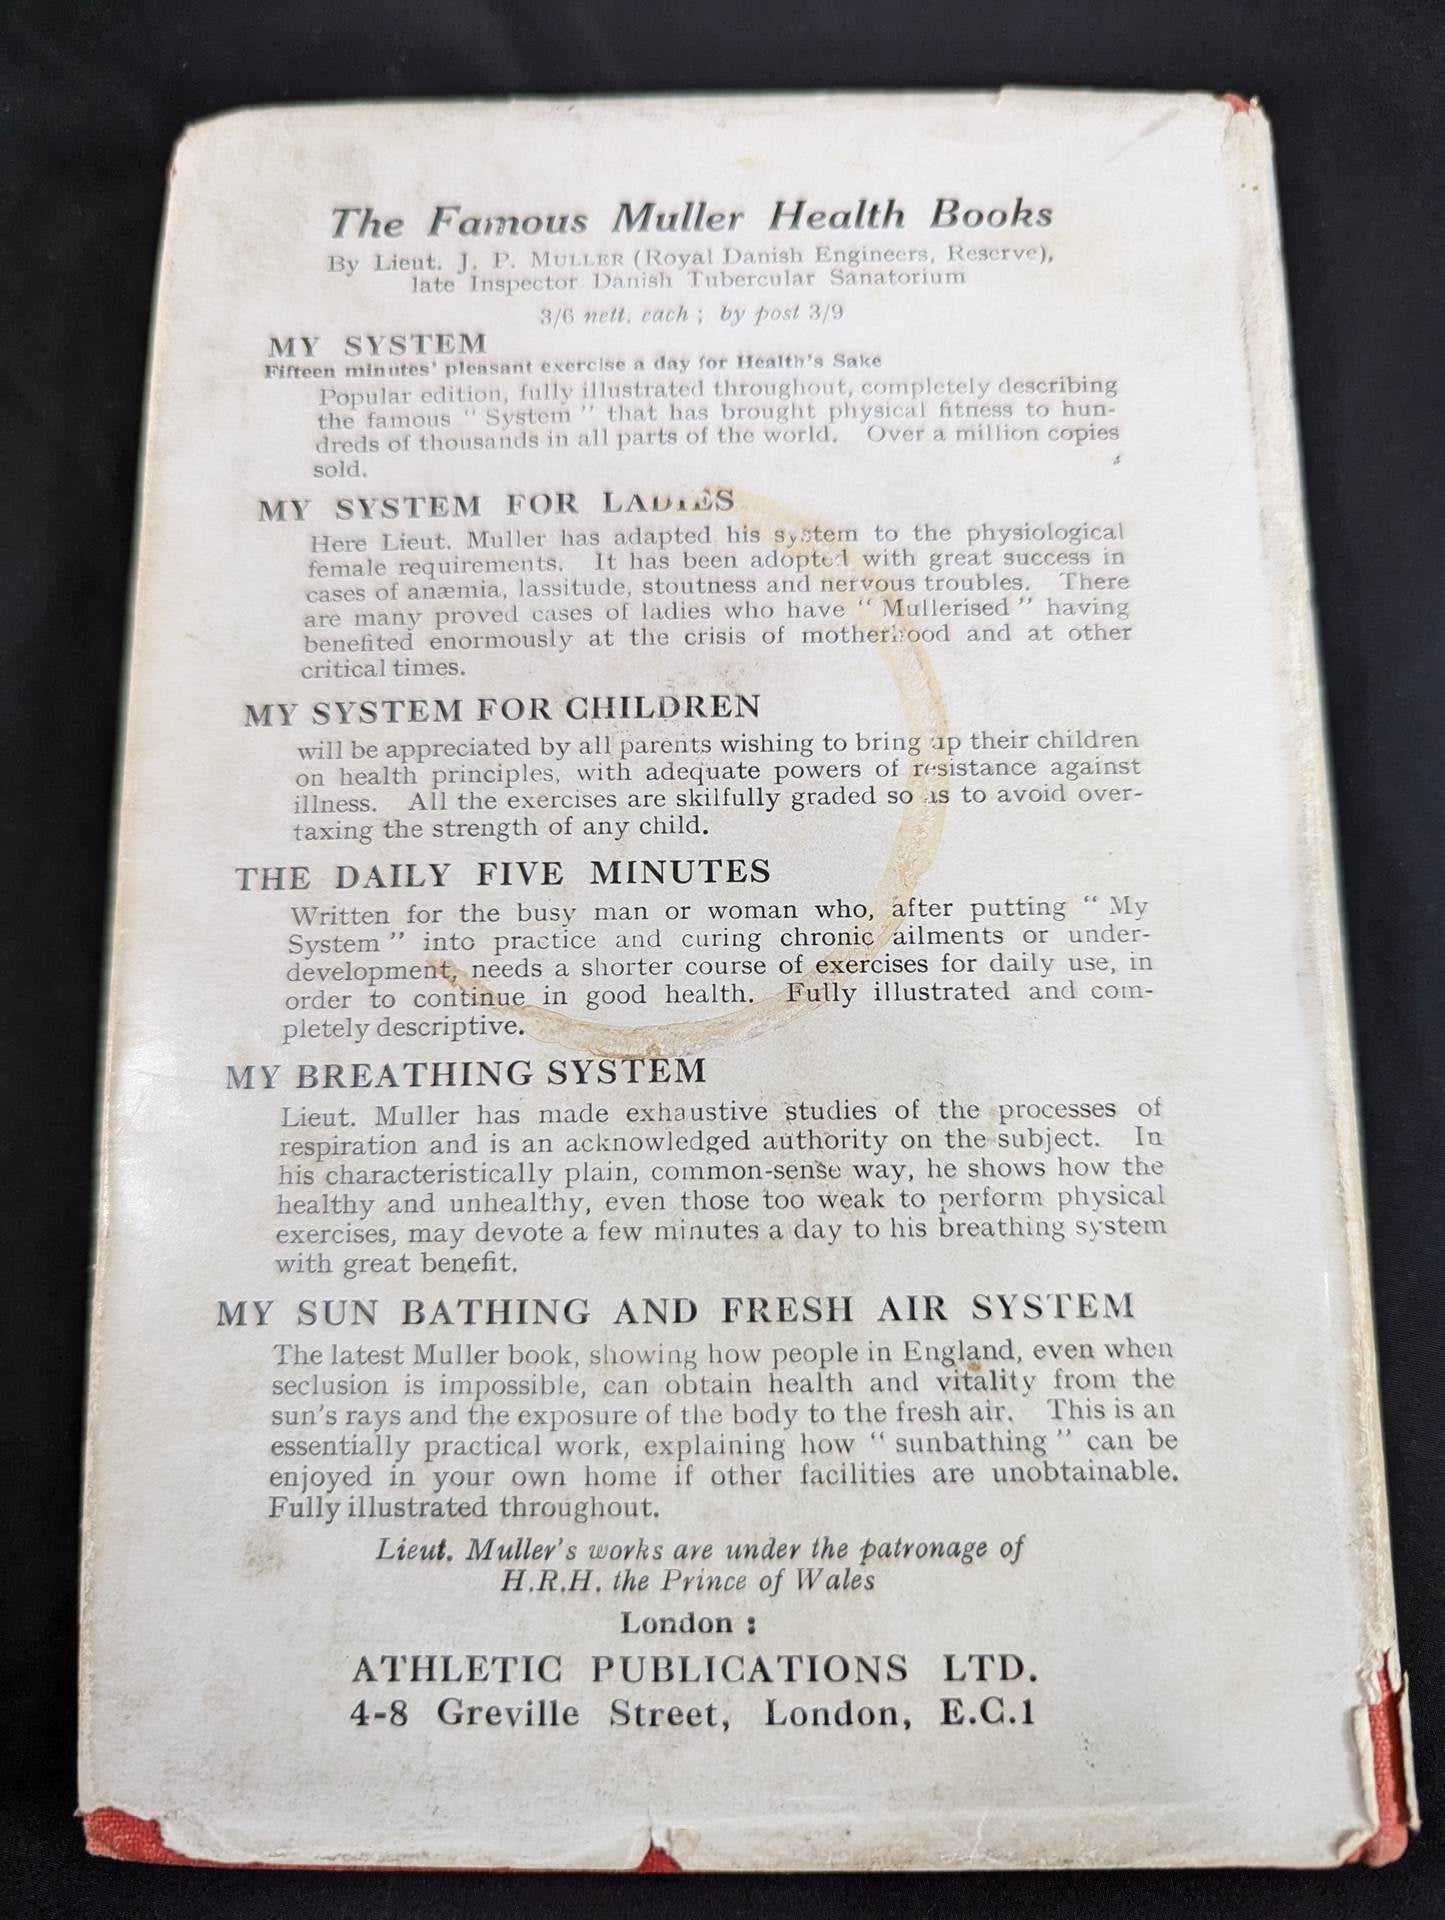 The Famous Muller Health Books
By Lieut. J. P. MULLER (Royal Danish Engineers, Reserve),
late Inspector Danish Tubercular Sanatorium
3/6 nett. each ; by post 3/9
MY SYSTEM
Fifteen minutes' pleasant exercise a day for Health's Sake
Popular edition, fully illustrated throughout, completely describing
the famous " System " that has brought physical fitness to hun-
dreds of thousands in all parts of the world. Over a million copies
sold.
MY SYSTEM FOR LADIES
Here Lieut. Muller has adapted his system to the physiological
female requirements. It has been adopted with great success in
cases of anæmia, lassitude, stoutness and nervous troubles. There
are many proved cases of ladies who have " Mullerised " having
benefited enormously at the crisis of motherhood and at other
critical times.
MY SYSTEM FOR CHILDREN
will be appreciated by all parents wishing to bring up their children
on health principles, with adequate powers of resistance against
illness. All the exercises are skilfully graded so as to avoid over-
taxing the strength of any child.
THE DAILY FIVE MINUTES
Written for the busy man or woman who, after putting " My
System " into practice and curing chronic ailments or under-
development, needs a shorter course of exercises for daily use, in
order to continue in good health. Fully illustrated and com-
pletely descriptive.
MY BREATHING SYSTEM
Lieut. Muller has made exhaustive studies of the processes of
respiration and is an acknowledged authority on the subject. In
his characteristically plain, common-sense way, he shows how the
healthy and unhealthy, even those too weak to perform physical
exercises, may devote a few minutes a day to his breathing system
with great benefit.
MY SUN BATHING AND FRESH AIR SYSTEM
The latest Muller book, showing how people in England, even when
seclusion is impossible, can obtain health and vitality from the
sun's rays and the exposure of the body to the fresh air. This is an
essentially practical work, explaining how " sunbathing " can be
enjoyed in your own home if other facilities are unobtainable.
Fully illustrated throughout.
Lieut. Muller's works are under the patronage of
H.R.H. the Prince of Wales
London :
ATHLETIC PUBLICATIONS LTD.
4-8 Greville Street, London, E.C.1